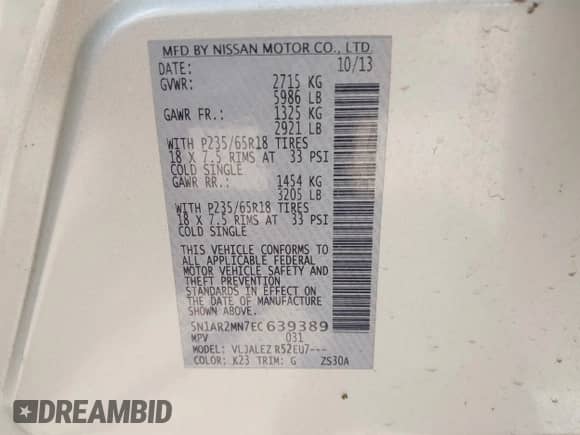 MFD BY NISSAN MOTOR CO., LTD.
DATE: 10/13
GVWR: 2715 KG
5986 LB
GAWR FR.: 1325 KG
2921 LB
WITH P235/65R18 TIRES
18 X 7.5 RIMS AT 33 PSI
COLD SINGLE
GAWR RR.: 1454 KG
3205 LB
WITH P235/65R18 TIRES
18 X 7.5 RIMS AT 33 PSI
COLD SINGLE
THIS VEHICLE CONFORMS TO
ALL APPLICABLE FEDERAL
MOTOR VEHICLE SAFETY AND
THEFT PREVENTION
STANDARDS IN EFFECT ON
THE DATE OF MANUFACTURE
SHOWN ABOVE.
5N1AR2MN7EC639389
MPV 031
MODEL: VLJALEZ R52EU7---
COLOR: K23 TRIM: G ZS30A
DREAMBID